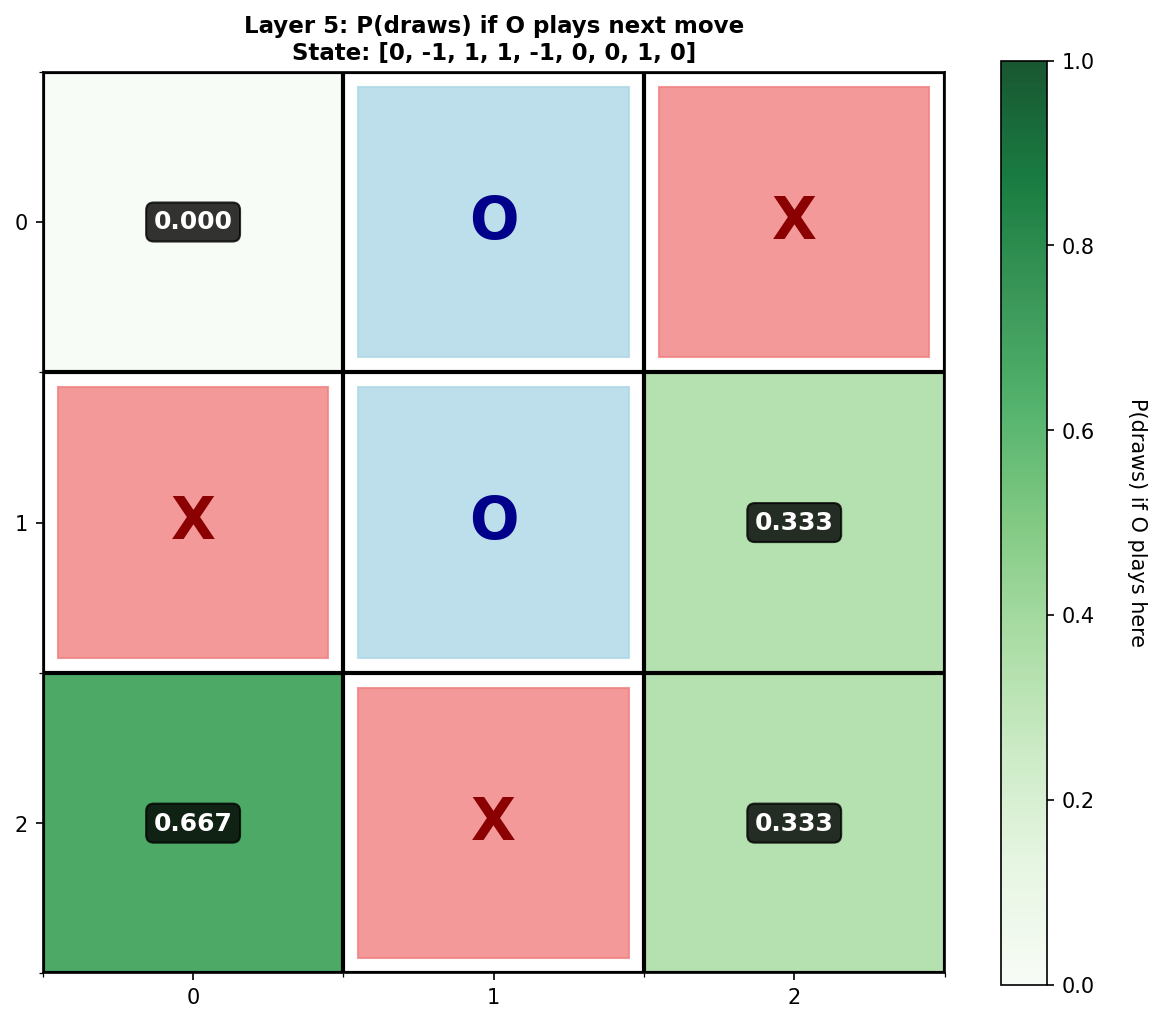 Layer 5: P(draws) if O plays next move
State: [0, -1, 1, 1, -1, 0, 0, 1, 0]
0
0.000
O
X
1
X
O
0.333
2
0.667
X
0.333
0
1
2
1.0
0.8
0.6
0.4
0.2
0.0
P(draws) if O plays here